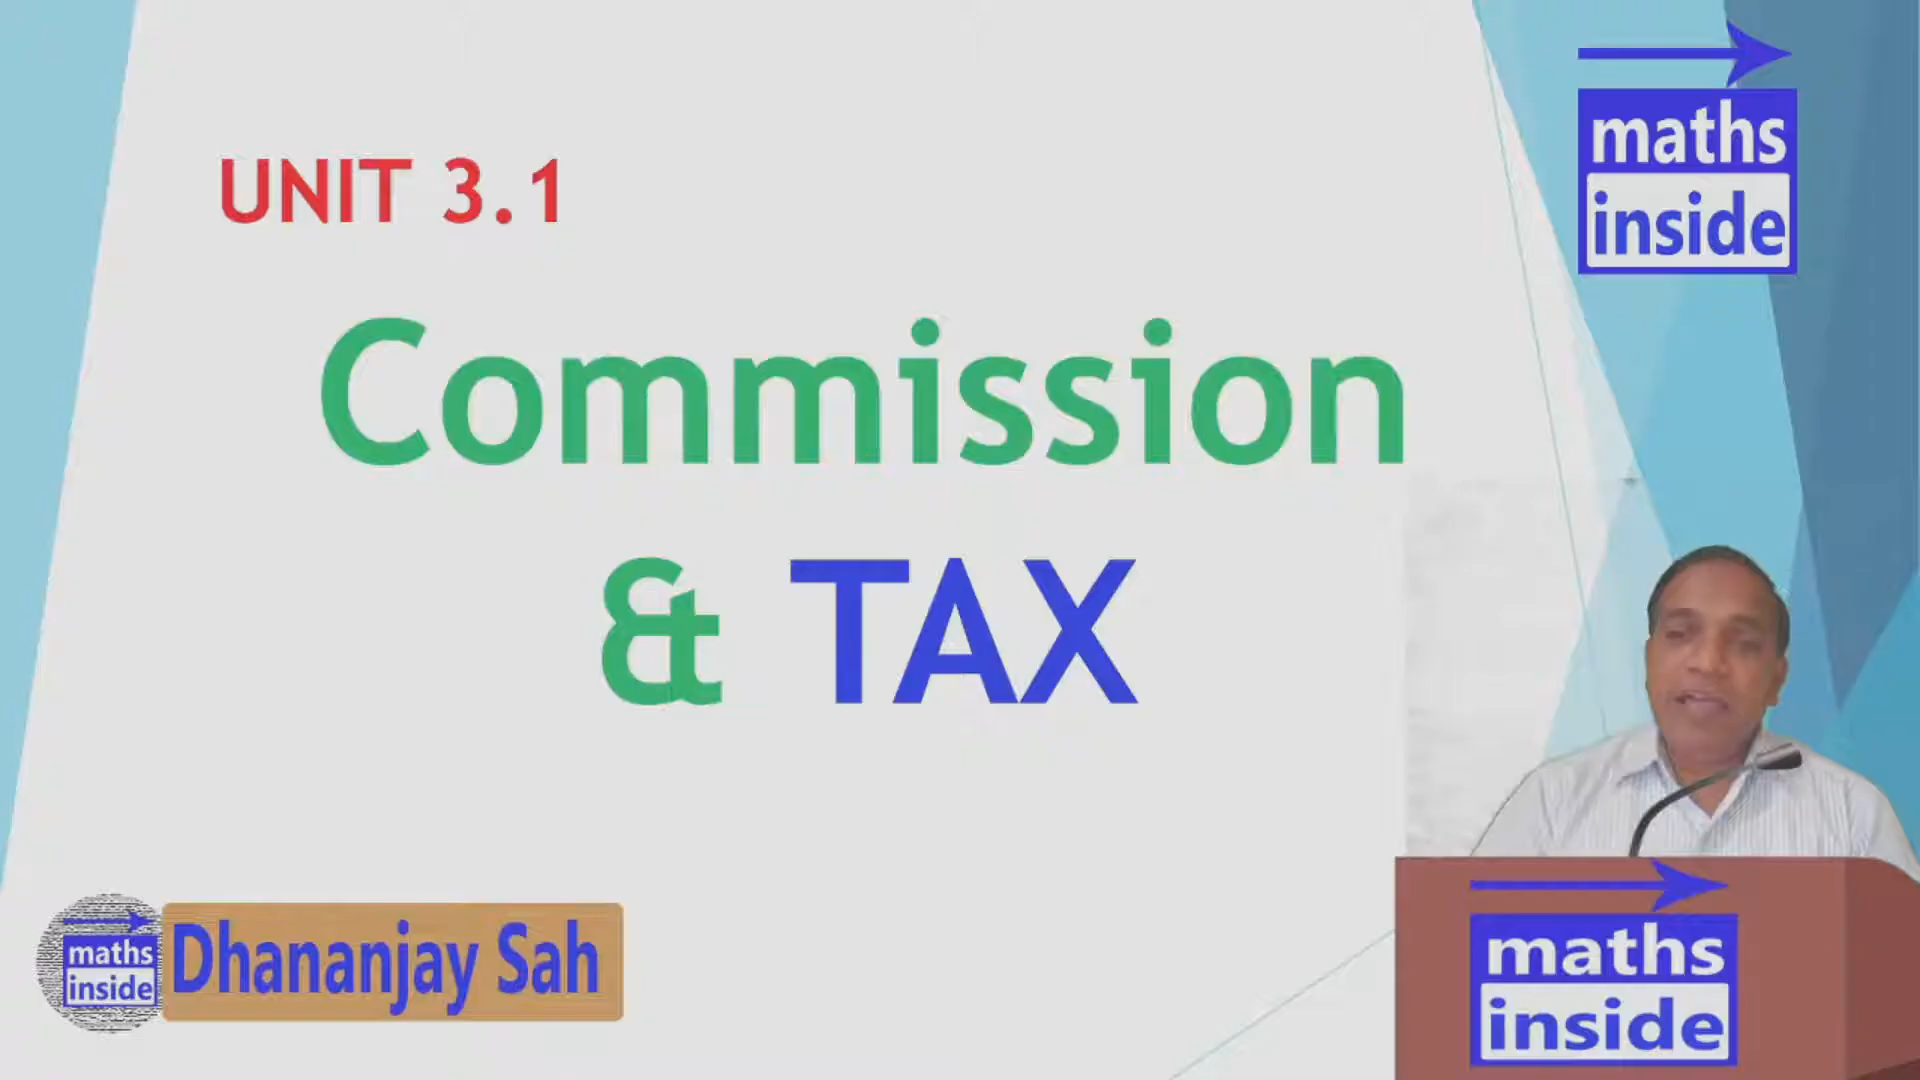 UNIT 3.1
Commission
& TAX
maths
inside
maths
inside
Dhananjay Sah
maths
inside